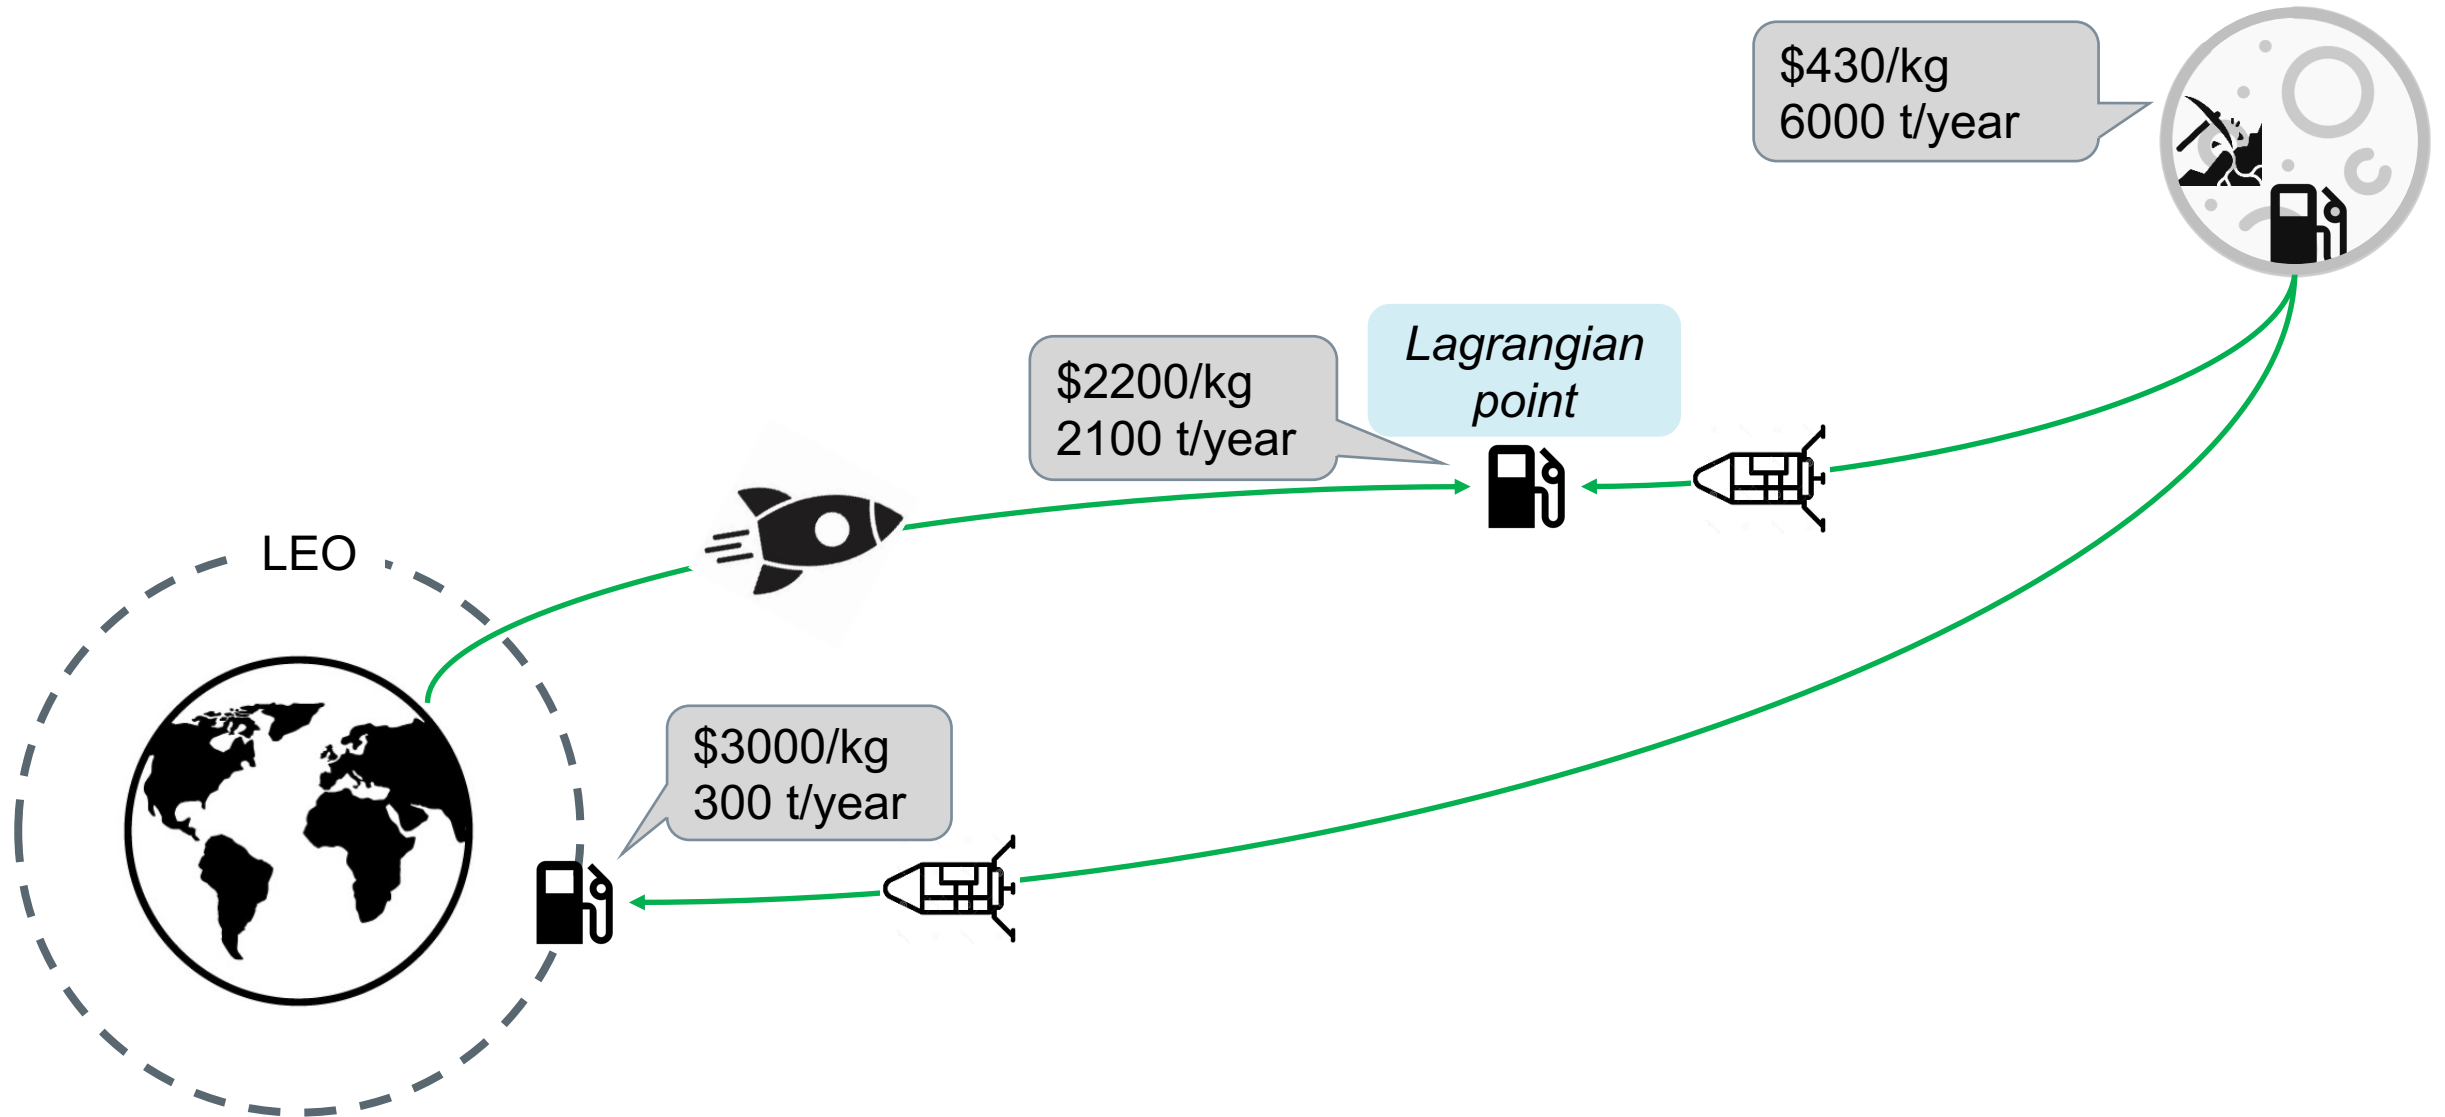 $430/kg
6000 t/year
Lagrangian
point
$2200/kg
2100 t/year
LEO
$3000/kg
300 t/year